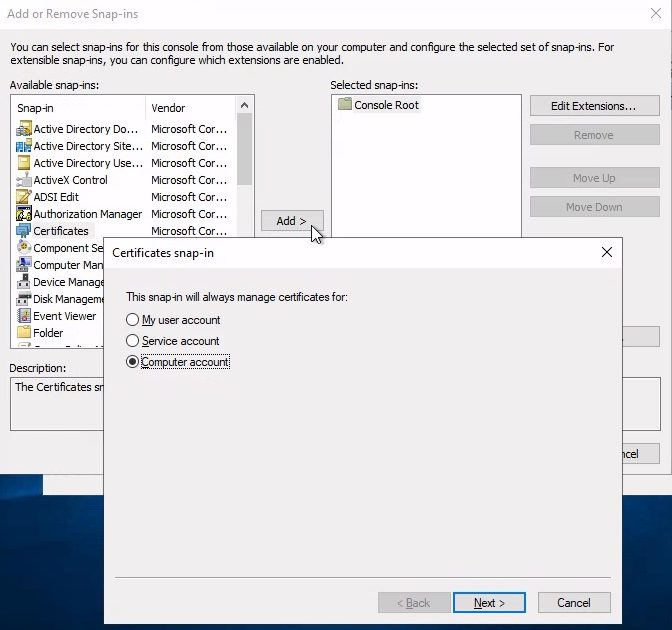 Add or Remove Snap-ins
You can select snap-ins for this console from those available on your computer and configure the selected set of snap-ins. For
extensible snap-ins, you can configure which extensions are enabled.
Available snap-ins:
Selected snap-ins:
Snap-in Vendor
Active Directory Do... Microsoft Cor...
Active Directory Site... Microsoft Cor...
Active Directory Use... Microsoft Cor...
ActiveX Control Microsoft Cor...
ADSI Edit Microsoft Cor...
Authorization Manager Microsoft Cor...
Certificates Microsoft Cor...
Component Se
Computer Man
Device Manage
Disk Manageme
Event Viewer
Folder
Console Root
Add >
Edit Extensions...
Remove
Move Up
Move Down
Description:
The Certificates sn
ncel
Certificates snap-in
This snap-in will always manage certificates for:
My user account
Service account
Computer account
< Back
Next >
Cancel